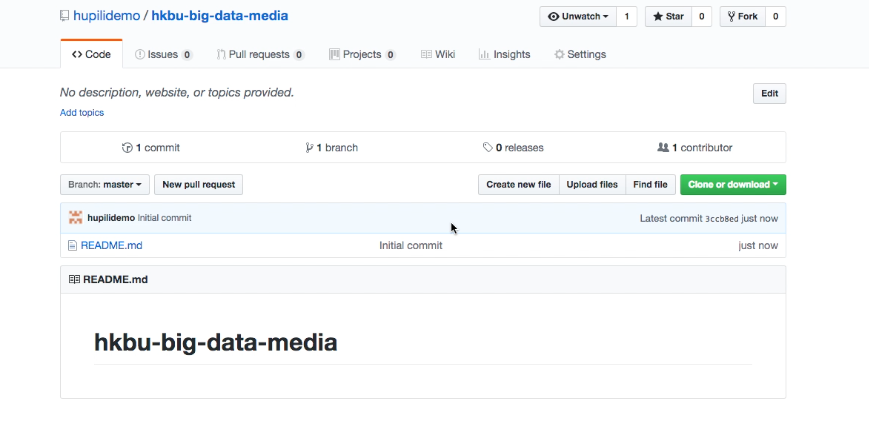 hupilidemo / hkbu-big-data-media
Unwatch 1 Star 0 Fork 0
Code Issues 0 Pull requests 0 Projects 0 Wiki Insights Settings
No description, website, or topics provided.
Edit
Add topics
1 commit 1 branch 0 releases 1 contributor
Branch: master New pull request Create new file Upload files Find file Clone or download
hupilidemo Initial commit Latest commit 3ccb8ed just now
README.md Initial commit just now
README.md
hkbu-big-data-media